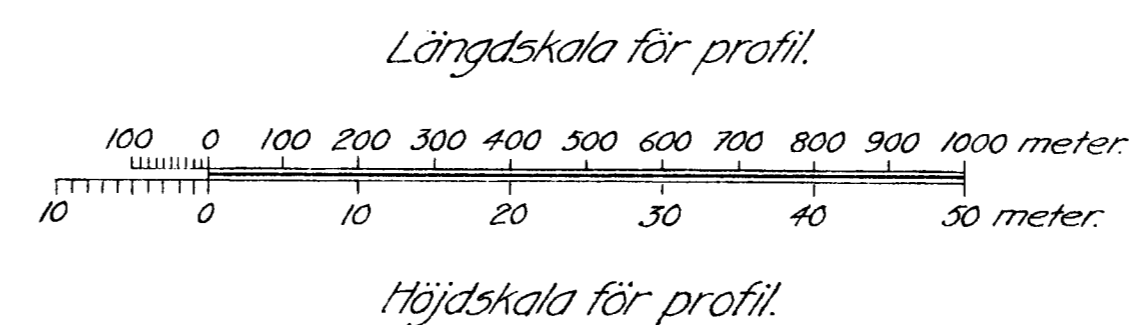 Längdskala för profil.
100 0 100 200 300 400 500 600 700 800 900 1000 meter.
10 0 10 20 30 40 50 meter.
Höjdskala för profil.